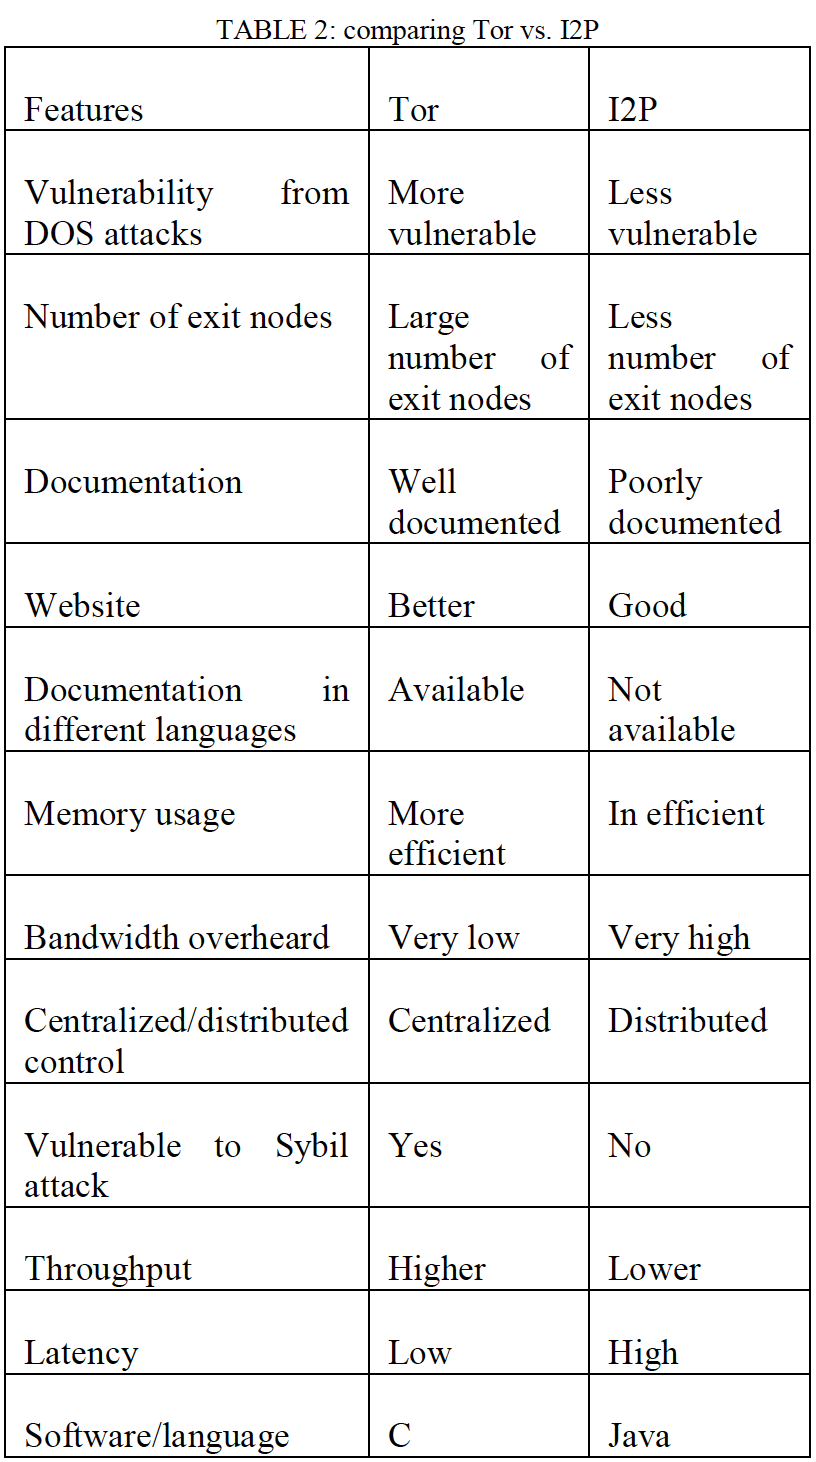 TABLE 2: comparing Tor vs. I2P
Features Tor I2P
Vulnerability from More Less
DOS attacks vulnerable vulnerable
Number of exit nodes Large Less
number of number of
exit nodes exit nodes
Documentation Well Poorly
documented documented
Website Better Good
Documentation in Available Not
different languages available
Memory usage More In efficient
efficient
Bandwidth overheard Very low Very high
Centralized/distributed Centralized Distributed
control
Vulnerable to Sybil Yes No
attack
Throughput Higher Lower
Latency Low High
Software/language C Java